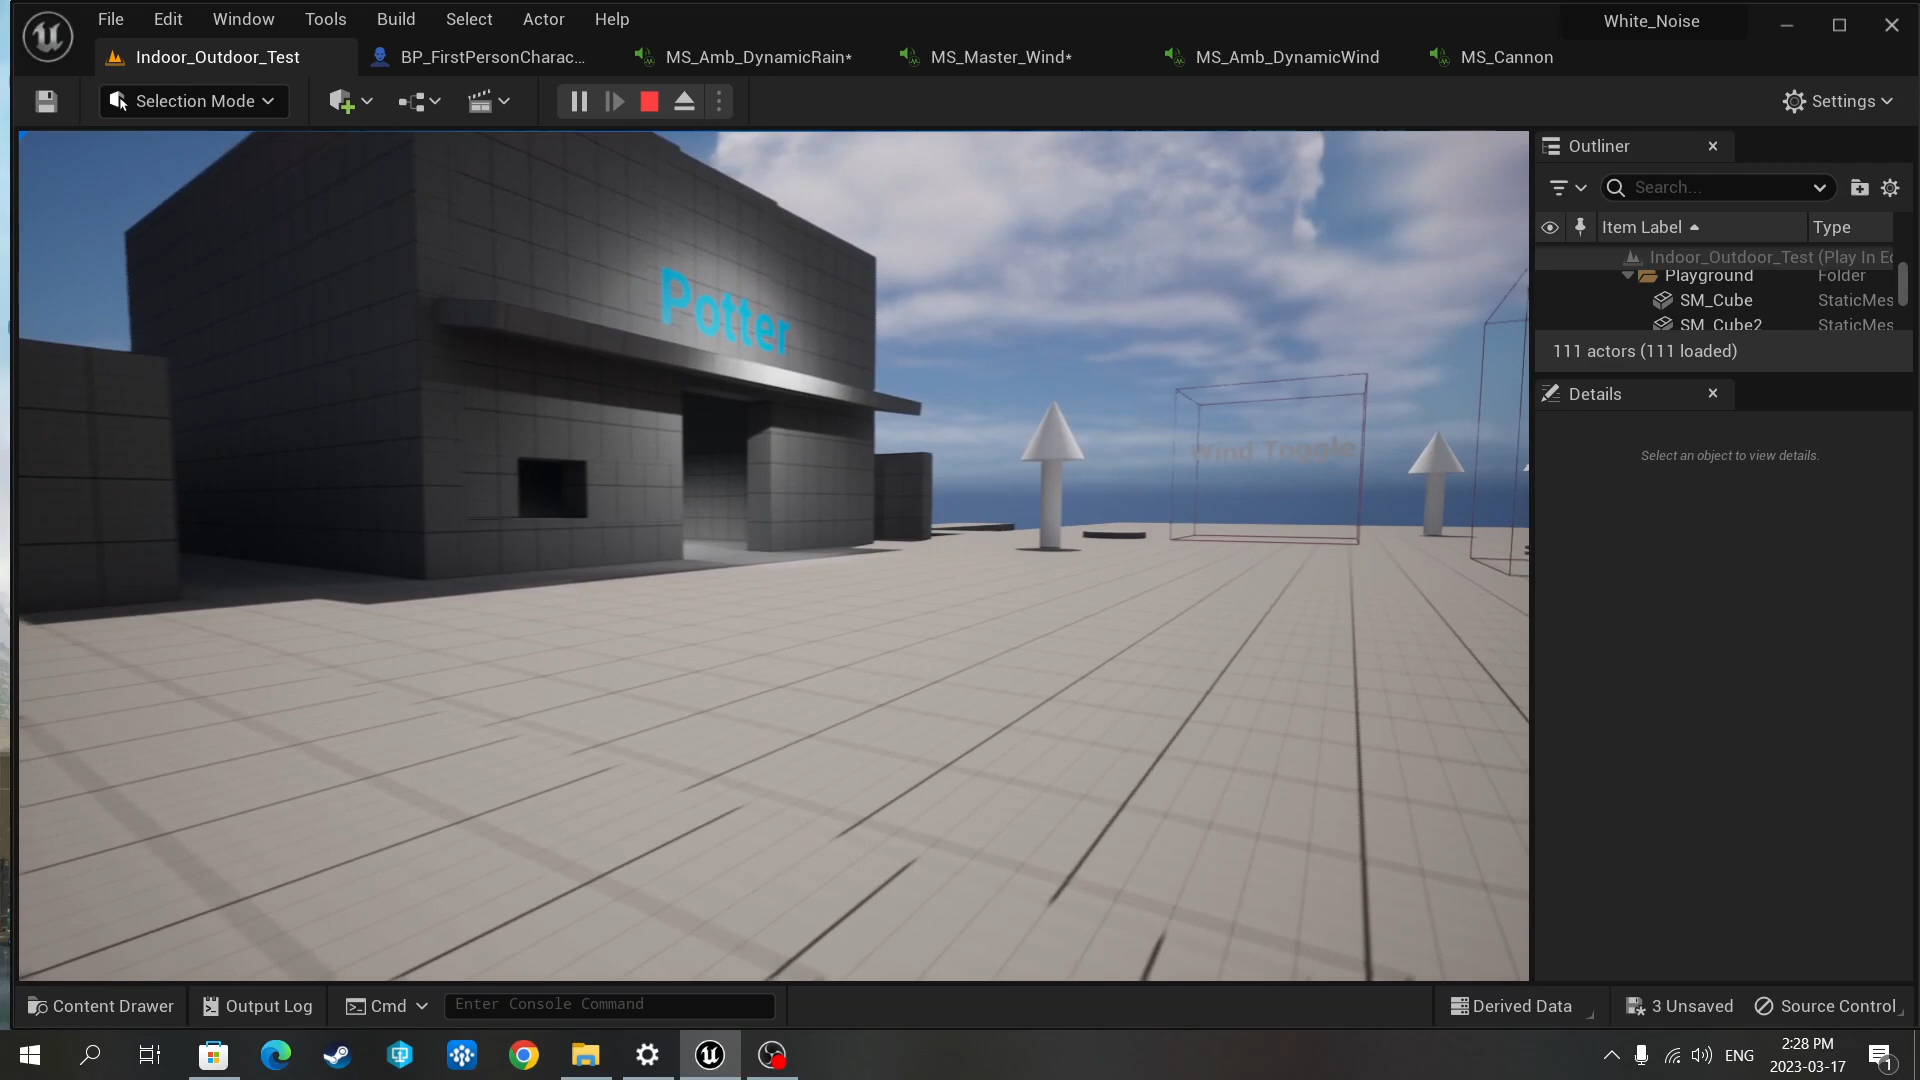 File Edit Window Tools Build Select Actor Help White_Noise
Indoor_Outdoor_Test BP_FirstPersonCharac... MS_Amb_DynamicRain* MS_Master_Wind* MS_Amb_DynamicWind MS_Cannon
Selection Mode Settings
Outliner
Search...
Item Label Type
Indoor_Outdoor_Test (Play In Ec
Playground Folder
SM_Cube StaticMes
SM_Cube2 StaticMes
111 actors (111 loaded)
Details
Select an object to view details.
Potter
Wind Toggle
Content Drawer Output Log Cmd Enter Console Command Derived Data 3 Unsaved Source Control
ENG 2:28 PM
2023-03-17
1